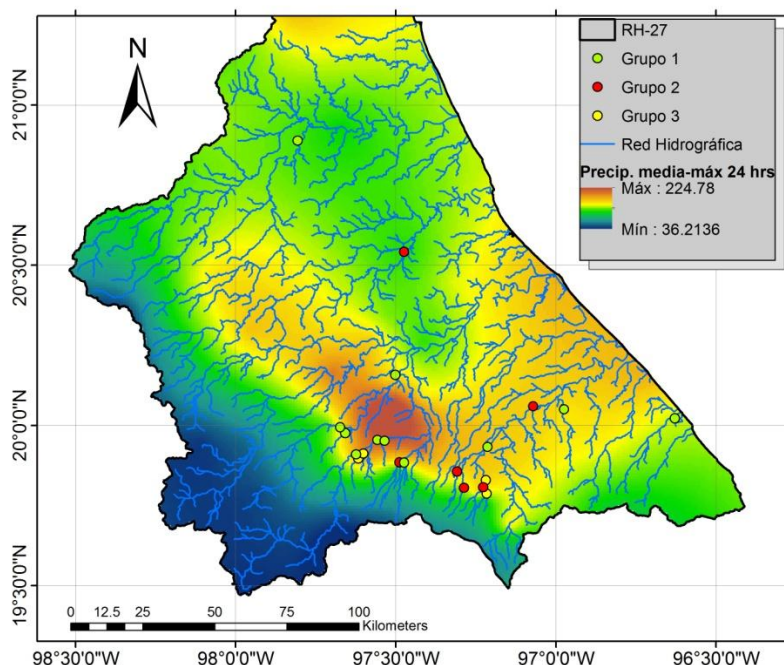 N
RH-27
Grupo 1
Grupo 2
Grupo 3
Red Hidrográfica
Precip. media-máx 24 hrs
Máx : 224.78
Mín : 36.2136
21°0'0"N
20°30'0"N
20°0'0"N
19°30'0"N
0 12.5 25 50 75 100
Kilometers
98°30'0"W 98°0'0"W 97°30'0"W 97°0'0"W 96°30'0"W